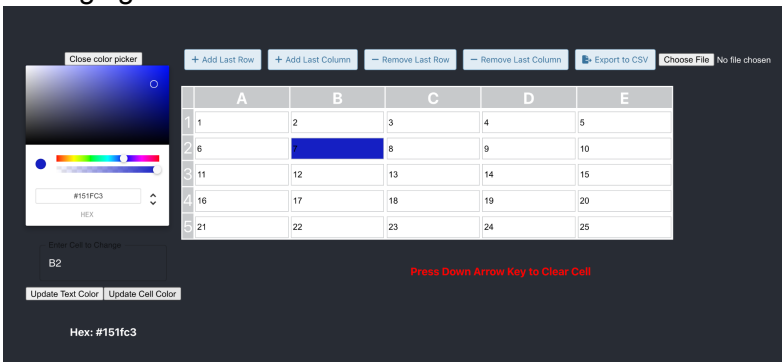 Close color picker
+ Add Last Row
+ Add Last Column
− Remove Last Row
− Remove Last Column
Export to CSV
Choose File No file chosen
A B C D E
1 1 2 3 4 5
2 6 7 8 9 10
3 11 12 13 14 15
4 16 17 18 19 20
5 21 22 23 24 25
#151FC3
HEX
Enter Cell to Change
B2
Press Down Arrow Key to Clear Cell
Update Text Color
Update Cell Color
Hex: #151fc3